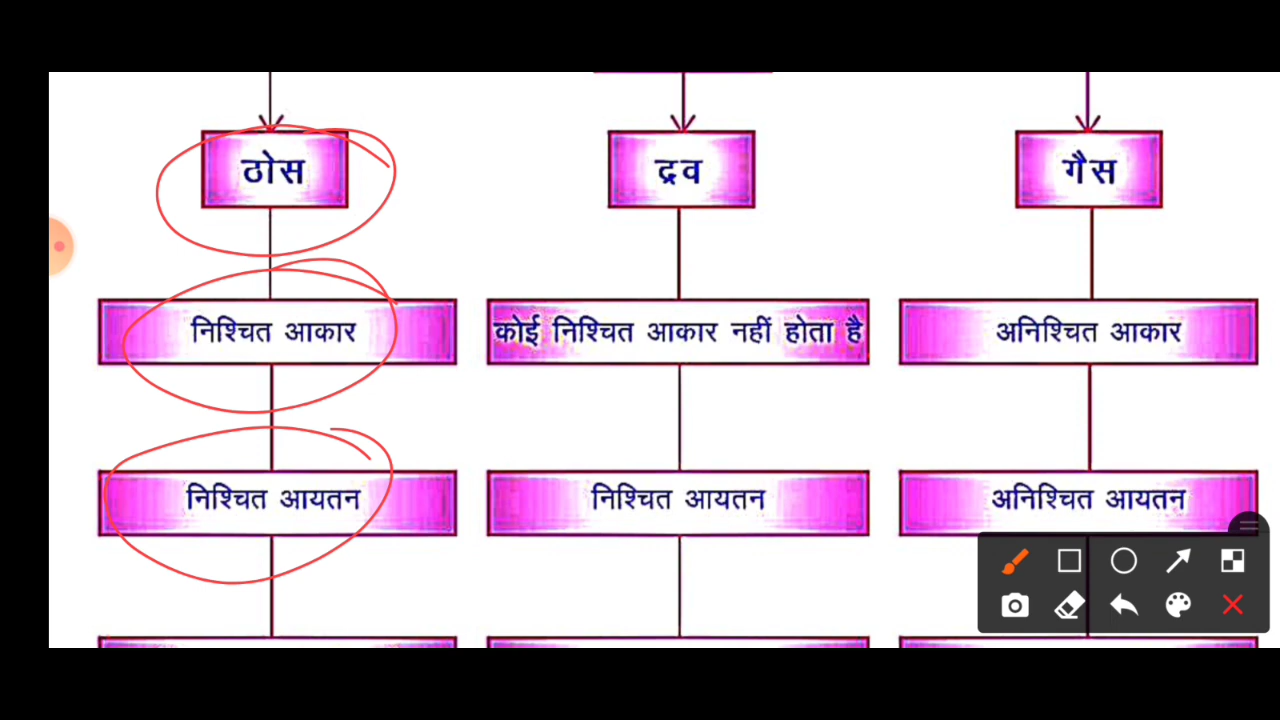 ठोस
द्रव
गैस
निश्चित आकार
कोई निश्चित आकार नहीं होता है
अनिश्चित आकार
निश्चित आयतन
निश्चित आयतन
अनिश्चित आयतन